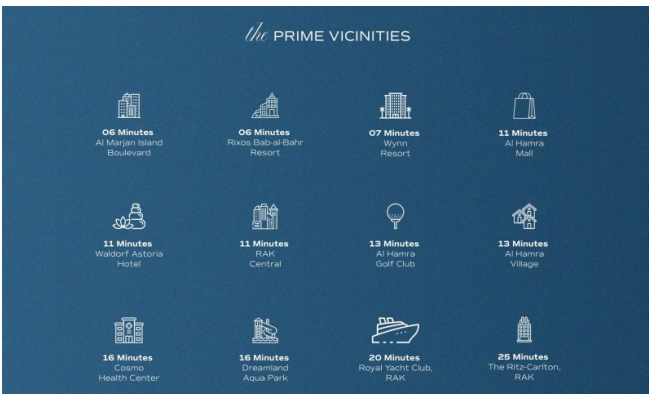 the PRIME VICINITIES
06 Minutes
Al Marjan Island
Boulevard
06 Minutes
Rixos Bab-al-Bahr
Resort
07 Minutes
Wynn
Resort
11 Minutes
Al Hamra
Mall
11 Minutes
Waldorf Astoria
Hotel
11 Minutes
RAK
Central
13 Minutes
Al Hamra
Golf Club
13 Minutes
Al Hamra
Village
16 Minutes
Cosmo
Health Center
16 Minutes
Dreamland
Aqua Park
20 Minutes
Royal Yacht Club,
RAK
25 Minutes
The Ritz-Carlton,
RAK